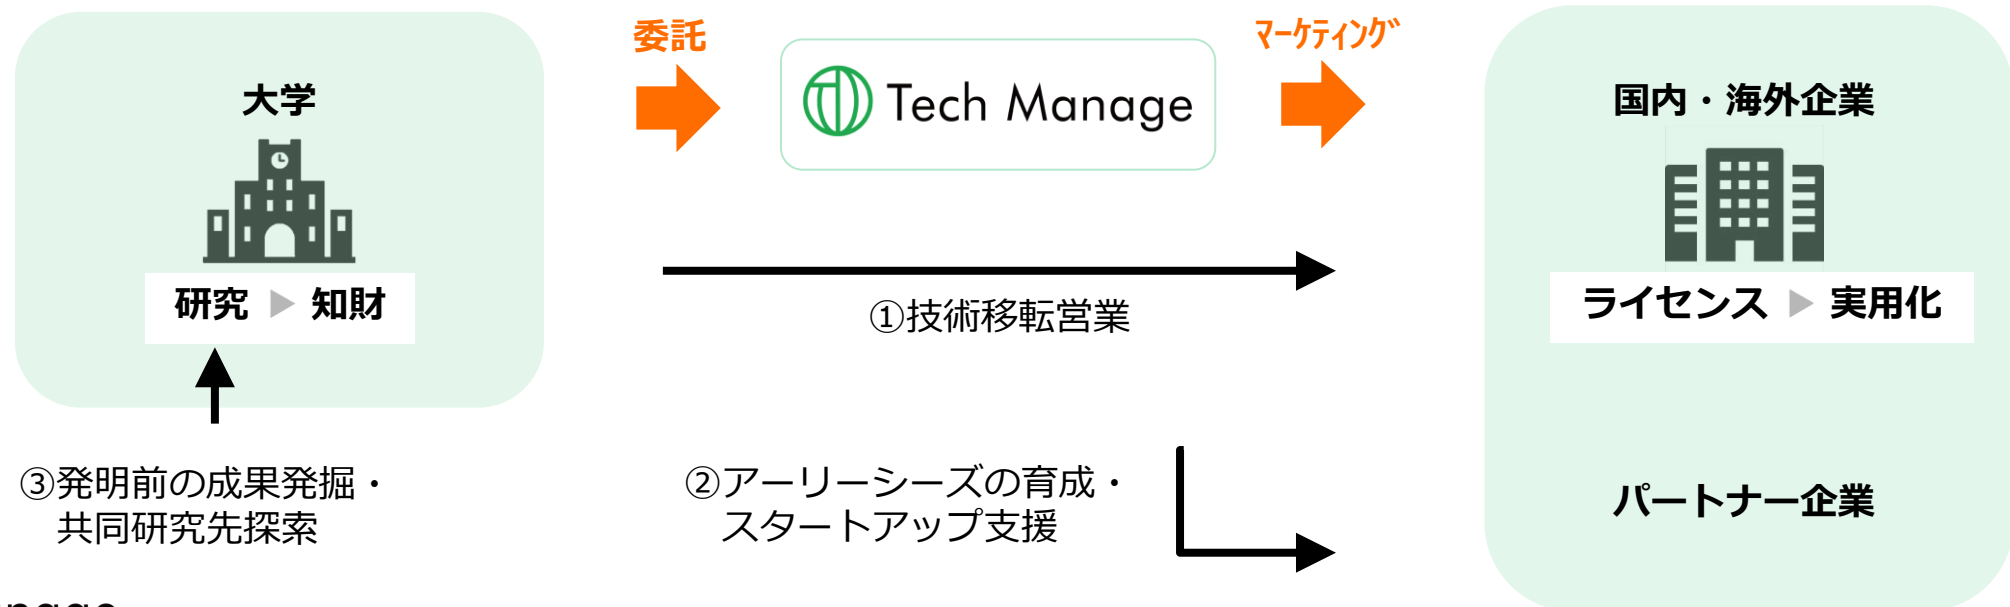 委託
ﾏｰｹﾃｨﾝｸﾞ
大学
Tech Manage
国内・海外企業
研究 ▶ 知財
ライセンス ▶ 実用化
①技術移転営業
③発明前の成果発掘・
共同研究先探索
②アーリーシーズの育成・
スタートアップ支援
パートナー企業